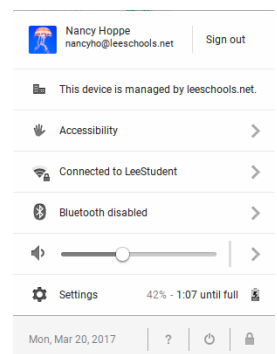 Nancy Hoppe
nancyho@leeschools.net
Sign out
This device is managed by leeschools.net.
Accessibility
Connected to LeeStudent
Bluetooth disabled
Settings 42% - 1:07 until full
Mon, Mar 20, 2017 ?